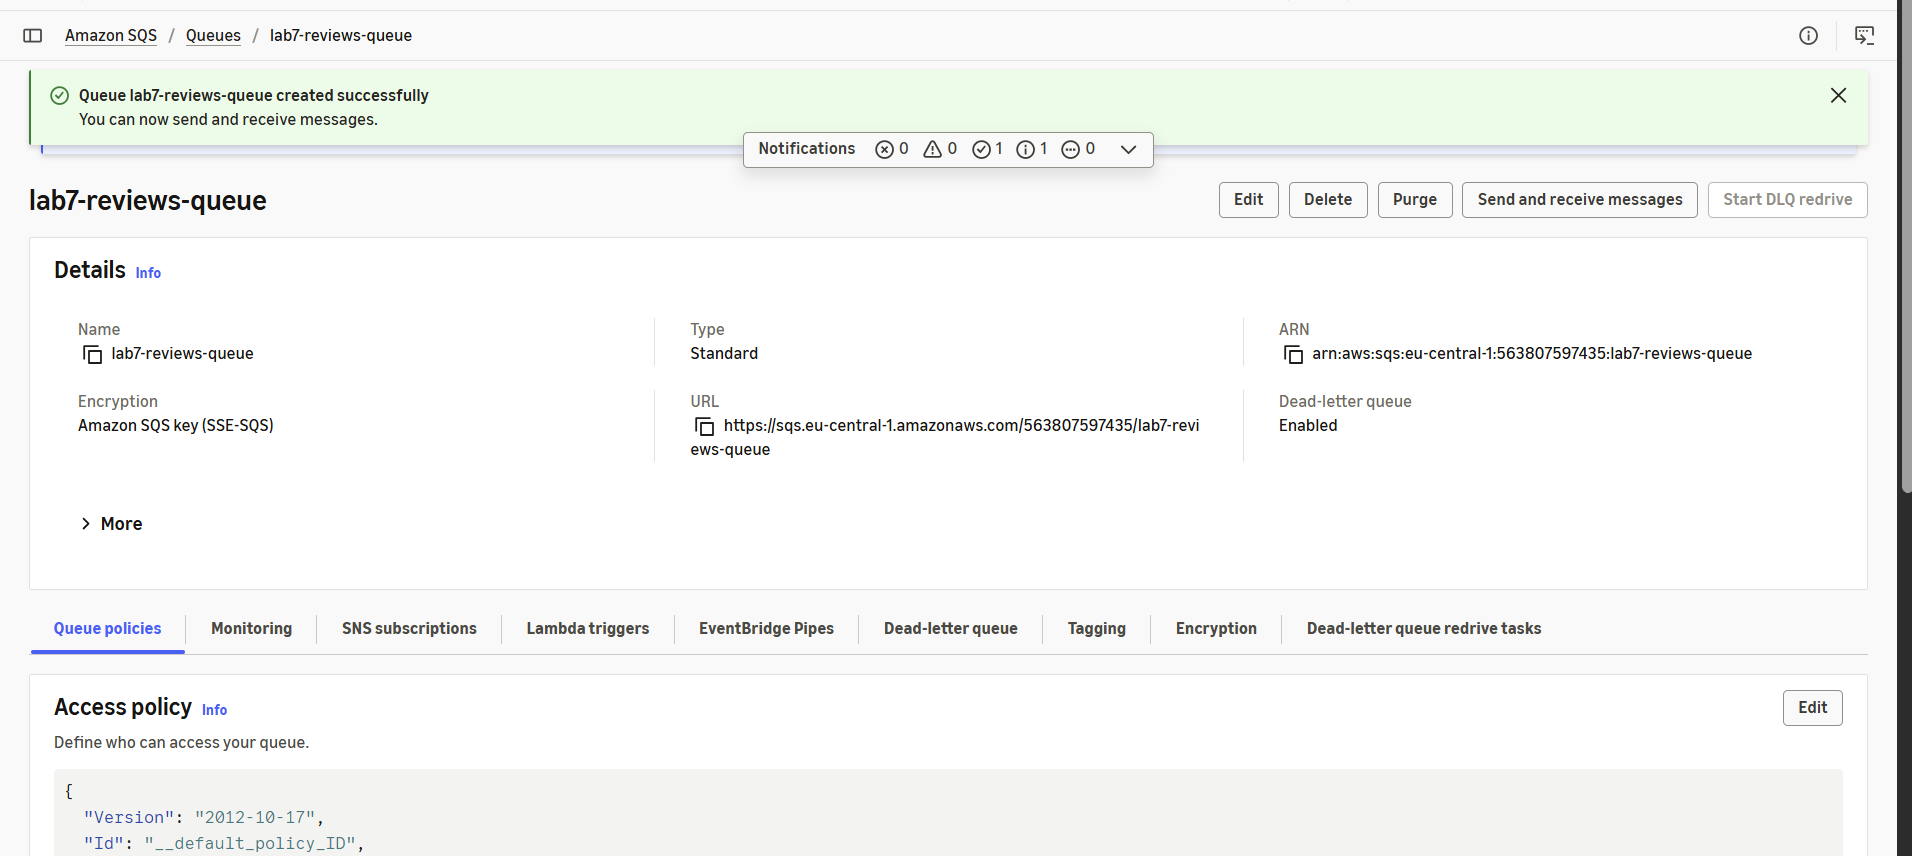 Amazon SQS / Queues / lab7-reviews-queue
Queue lab7-reviews-queue created successfully
You can now send and receive messages.
Notifications 0 0 1 1 0
lab7-reviews-queue
Edit Delete Purge Send and receive messages Start DLQ redrive
Details Info
Name Type ARN
lab7-reviews-queue Standard arn:aws:sqs:eu-central-1:563807597435:lab7-reviews-queue
Encryption URL Dead-letter queue
Amazon SQS key (SSE-SQS) https://sqs.eu-central-1.amazonaws.com/563807597435/lab7-revi Enabled
ews-queue
More
Queue policies Monitoring SNS subscriptions Lambda triggers EventBridge Pipes Dead-letter queue Tagging Encryption Dead-letter queue redrive tasks
Access policy Info Edit
Define who can access your queue.
{
"Version": "2012-10-17",
"Id": "__default_policy_ID",